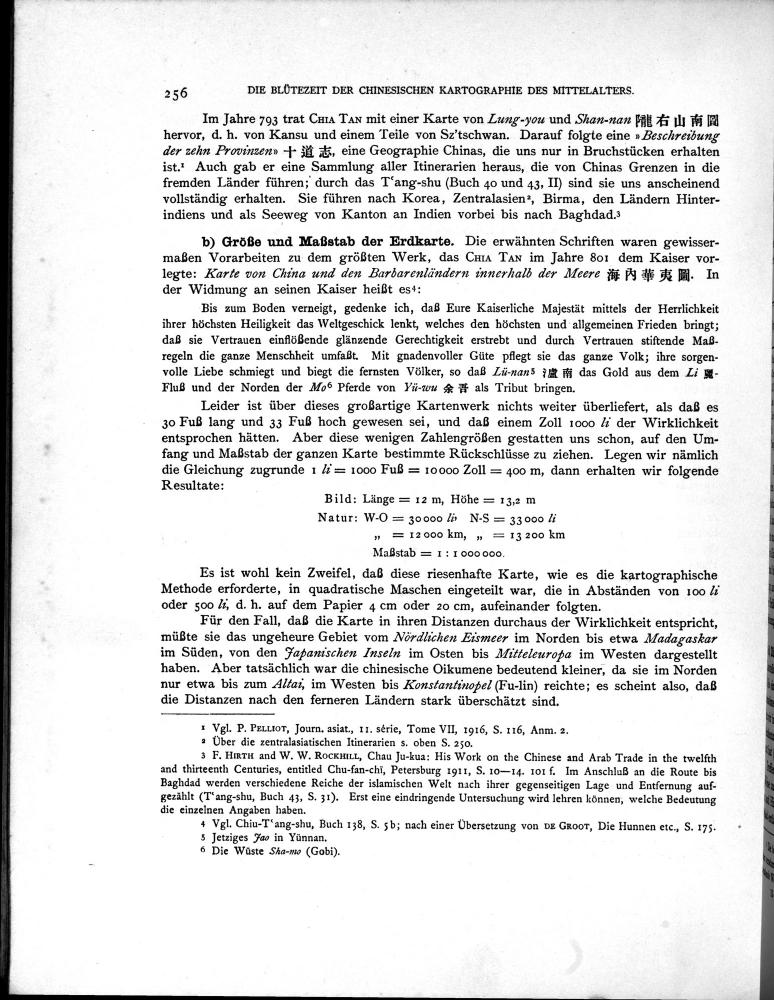 256 DIE BLÜTEZEIT DER CHINESISCHEN KARTOGRAPHIE DES MITTELALTERS.
Im Jahre 793 trat CHIA TAN mit einer Karte von Lung-you und Shan-nan 隴右山南圖
hervor, d. h. von Kansu und einem Teile von Sz'tschwan. Darauf folgte eine »Beschreibung
der zehn Provinzen» 十道志, eine Geographie Chinas, die uns nur in Bruchstücken erhalten
ist.¹ Auch gab er eine Sammlung aller Itinerarien heraus, die von Chinas Grenzen in die
fremden Länder führen; durch das T‘ang-shu (Buch 40 und 43, II) sind sie uns anscheinend
vollständig erhalten. Sie führen nach Korea, Zentralasien², Birma, den Ländern Hinter-
indiens und als Seeweg von Kanton an Indien vorbei bis nach Baghdad.³
b) Größe und Maßstab der Erdkarte. Die erwähnten Schriften waren gewisser-
maßen Vorarbeiten zu dem größten Werk, das CHIA TAN im Jahre 801 dem Kaiser vor-
legte: Karte von China und den Barbarenländern innerhalb der Meere 海內華夷圖. In
der Widmung an seinen Kaiser heißt es⁴:
Bis zum Boden verneigt, gedenke ich, daß Eure Kaiserliche Majestät mittels der Herrlichkeit
ihrer höchsten Heiligkeit das Weltgeschick lenkt, welches den höchsten und allgemeinen Frieden bringt;
daß sie Vertrauen einflößende glänzende Gerechtigkeit erstrebt und durch Vertrauen stiftende Maß-
regeln die ganze Menschheit umfaßt. Mit gnadenvoller Güte pflegt sie das ganze Volk; ihre sorgen-
volle Liebe schmiegt und biegt die fernsten Völker, so daß Lü-nan⁵ 瀘南 das Gold aus dem Li 麗-
Fluß und der Norden der Mo⁶ Pferde von Yü-wu 余吾 als Tribut bringen.
Leider ist über dieses großartige Kartenwerk nichts weiter überliefert, als daß es
30 Fuß lang und 33 Fuß hoch gewesen sei, und daß einem Zoll 1000 li der Wirklichkeit
entsprochen hätten. Aber diese wenigen Zahlengrößen gestatten uns schon, auf den Um-
fang und Maßstab der ganzen Karte bestimmte Rückschlüsse zu ziehen. Legen wir nämlich
die Gleichung zugrunde 1 li = 1000 Fuß = 10000 Zoll = 400 m, dann erhalten wir folgende
Resultate:
Bild: Länge = 12 m, Höhe = 13,2 m
Natur: W-O = 30000 li, N-S = 33000 li
„ = 12000 km, „ = 13200 km
Maßstab = 1 : 1000000.
Es ist wohl kein Zweifel, daß diese riesenhafte Karte, wie es die kartographische
Methode erforderte, in quadratische Maschen eingeteilt war, die in Abständen von 100 li
oder 500 li, d. h. auf dem Papier 4 cm oder 20 cm, aufeinander folgten.
Für den Fall, daß die Karte in ihren Distanzen durchaus der Wirklichkeit entspricht,
müßte sie das ungeheure Gebiet vom Nördlichen Eismeer im Norden bis etwa Madagaskar
im Süden, von den Japanischen Inseln im Osten bis Mitteleuropa im Westen dargestellt
haben. Aber tatsächlich war die chinesische Oikumene bedeutend kleiner, da sie im Norden
nur etwa bis zum Altai, im Westen bis Konstantinopel (Fu-lin) reichte; es scheint also, daß
die Distanzen nach den ferneren Ländern stark überschätzt sind.
1 Vgl. P. PELLIOT, Journ. asiat., 11. série, Tome VII, 1916, S. 116, Anm. 2.
2 Über die zentralasiatischen Itinerarien s. oben S. 250.
3 F. HIRTH and W. W. ROCKHILL, Chau Ju-kua: His Work on the Chinese and Arab Trade in the twelfth
and thirteenth Centuries, entitled Chu-fan-chï, Petersburg 1911, S. 10—14. 101 f. Im Anschluß an die Route bis
Baghdad werden verschiedene Reiche der islamischen Welt nach ihrer gegenseitigen Lage und Entfernung auf-
gezählt (T‘ang-shu, Buch 43, S. 31). Erst eine eindringende Untersuchung wird lehren können, welche Bedeutung
die einzelnen Angaben haben.
4 Vgl. Chiu-T‘ang-shu, Buch 138, S. 5b; nach einer Übersetzung von DE GROOT, Die Hunnen etc., S. 175.
5 Jetziges Jao in Yünnan.
6 Die Wüste Sha-mo (Gobi).